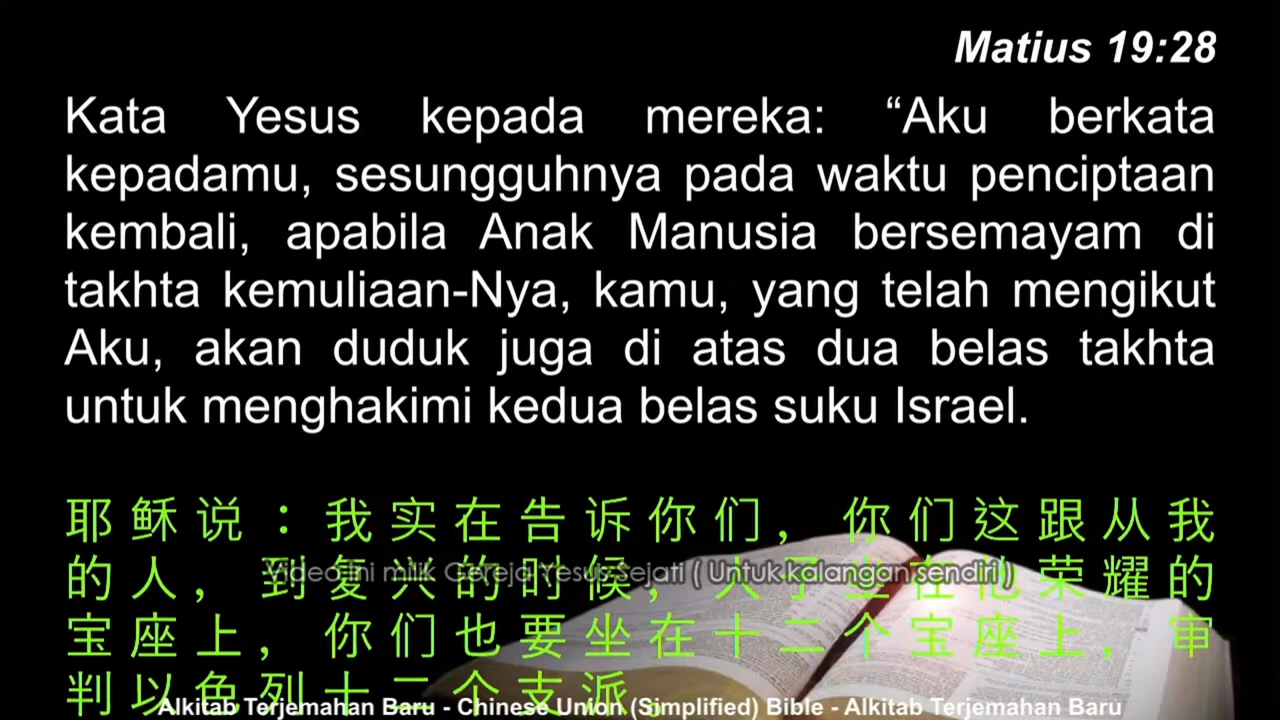 Matius 19:28
Kata Yesus kepada mereka: “Aku berkata
kepadamu, sesungguhnya pada waktu penciptaan
kembali, apabila Anak Manusia bersemayam di
takhta kemuliaan-Nya, kamu, yang telah mengikut
Aku, akan duduk juga di atas dua belas takhta
untuk menghakimi kedua belas suku Israel.
耶稣说：我实在告诉你们，你们这跟从我
的人，到复兴的时候，人子坐在他荣耀的
Video ini milik Gereja Yesus Sejati ( Untuk kalangan sendiri )
宝座上，你们也要坐在十二个宝座上，审
判以色列十二个支派。
Alkitab Terjemahan Baru - Chinese Union (Simplified) Bible - Alkitab Terjemahan Baru